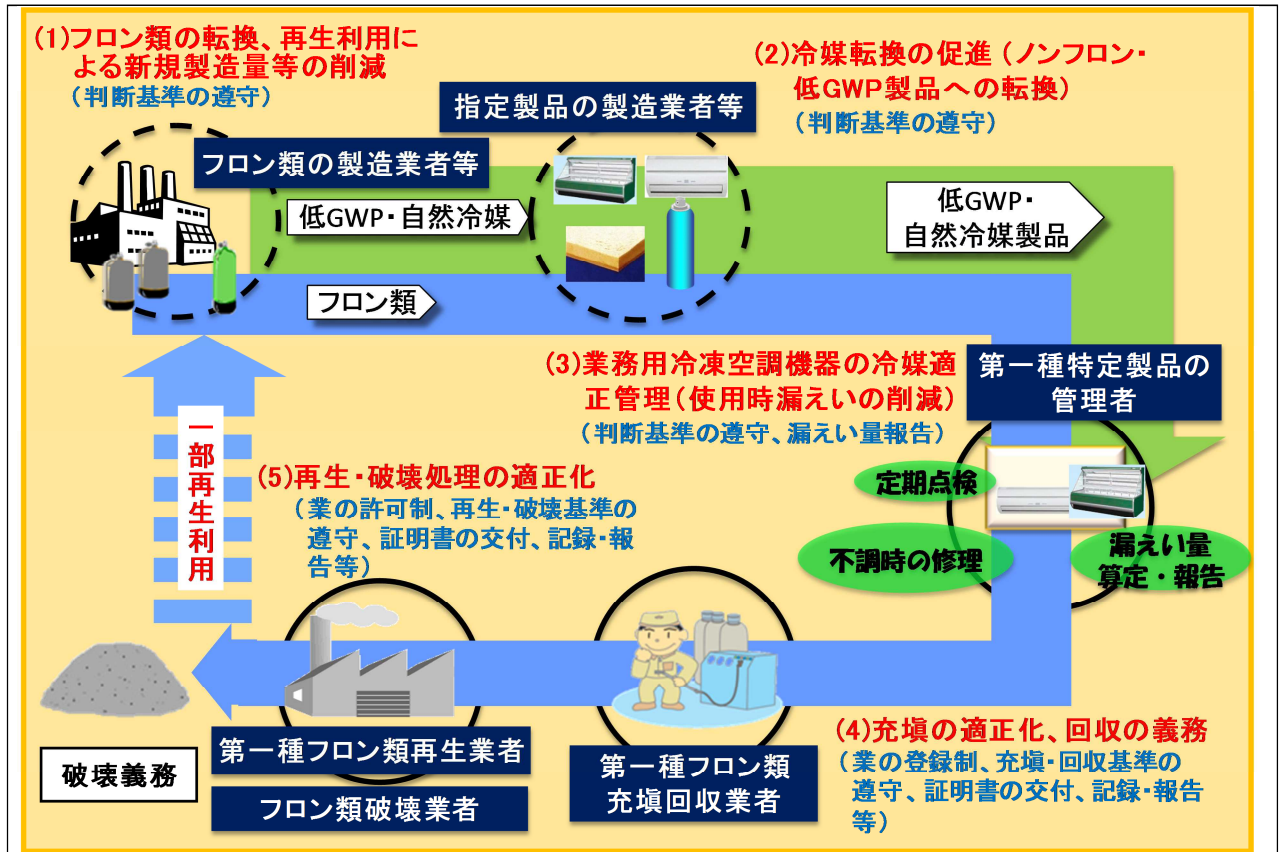 (1)フロン類の転換、再生利用に
よる新規製造量等の削減
(判断基準の遵守)
(2)冷媒転換の促進(ノンフロン・
低GWP製品への転換)
(判断基準の遵守)
指定製品の製造業者等
フロン類の製造業者等
低GWP・自然冷媒
低GWP・
自然冷媒製品
フロン類
(3)業務用冷凍空調機器の冷媒適
正管理(使用時漏えいの削減)
(判断基準の遵守、漏えい量報告)
第一種特定製品の
管理者
定期点検
不調時の修理
漏えい量
算定・報告
一部再生利用
(5)再生・破壊処理の適正化
(業の許可制、再生・破壊基準の
遵守、証明書の交付、記録・報
告等)
破壊義務
第一種フロン類再生業者
フロン類破壊業者
第一種フロン類
充塡回収業者
(4)充塡の適正化、回収の義務
(業の登録制、充塡・回収基準の
遵守、証明書の交付、記録・報告
等)